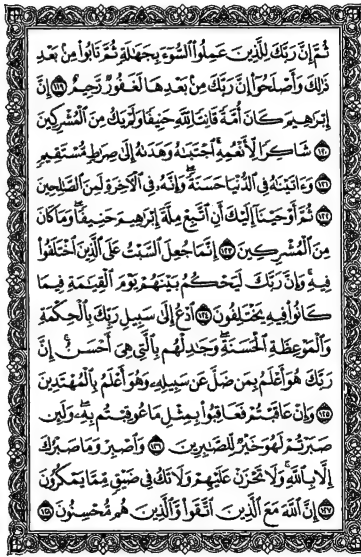 ثُمَّ إِنَّ رَبَّكَ لِلَّذِينَ عَمِلُوا۟ ٱلسُّوٓءَ بِجَهَٰلَةٍ ثُمَّ تَابُوا۟ مِنۢ بَعْدِ
ذَٰلِكَ وَأَصْلَحُوٓا۟ إِنَّ رَبَّكَ مِنۢ بَعْدِهَا لَغَفُورٌ رَّحِيمٌ ١١٩ إِنَّ
إِبْرَٰهِيمَ كَانَ أُمَّةً قَانِتًا لِّلَّهِ حَنِيفًا وَلَمْ يَكُ مِنَ ٱلْمُشْرِكِينَ
١٢٠ شَاكِرًا لِّأَنْعُمِهِ ۚ ٱجْتَبَىٰهُ وَهَدَىٰهُ إِلَىٰ صِرَٰطٍ مُّسْتَقِيمٍ
١٢١ وَءَاتَيْنَٰهُ فِى ٱلدُّنْيَا حَسَنَةً ۖ وَإِنَّهُۥ فِى ٱلْءَاخِرَةِ لَمِنَ ٱلصَّٰلِحِينَ
١٢٢ ثُمَّ أَوْحَيْنَآ إِلَيْكَ أَنِ ٱتَّبِعْ مِلَّةَ إِبْرَٰهِيمَ حَنِيفًا ۖ وَمَا كَانَ
مِنَ ٱلْمُشْرِكِينَ ١٢٣ إِنَّمَا جُعِلَ ٱلسَّبْتُ عَلَى ٱلَّذِينَ ٱخْتَلَفُوا۟
فِيهِ ۚ وَإِنَّ رَبَّكَ لَيَحْكُمُ بَيْنَهُمْ يَوْمَ ٱلْقِيَٰمَةِ فِيمَا
كَانُوا۟ فِيهِ يَخْتَلِفُونَ ١٢٤ ٱدْعُ إِلَىٰ سَبِيلِ رَبِّكَ بِٱلْحِكْمَةِ
وَٱلْمَوْعِظَةِ ٱلْحَسَنَةِ ۖ وَجَٰدِلْهُم بِٱلَّتِى هِىَ أَحْسَنُ ۚ إِنَّ
رَبَّكَ هُوَ أَعْلَمُ بِمَن ضَلَّ عَن سَبِيلِهِۦ ۖ وَهُوَ أَعْلَمُ بِٱلْمُهْتَدِينَ
١٢٥ وَإِنْ عَاقَبْتُمْ فَعَاقِبُوا۟ بِمِثْلِ مَا عُوقِبْتُم بِهِۦ ۖ وَلَئِن
صَبَرْتُمْ لَهُوَ خَيْرٌ لِّلصَّٰبِرِينَ ١٢٦ وَٱصْبِرْ وَمَا صَبْرُكَ
إِلَّا بِٱللَّهِ ۚ وَلَا تَحْزَنْ عَلَيْهِمْ وَلَا تَكُ فِى ضَيْقٍ مِّمَّا يَمْكُرُونَ
١٢٧ إِنَّ ٱللَّهَ مَعَ ٱلَّذِينَ ٱتَّقَوا۟ وَّٱلَّذِينَ هُم مُّحْسِنُونَ ١٢٨